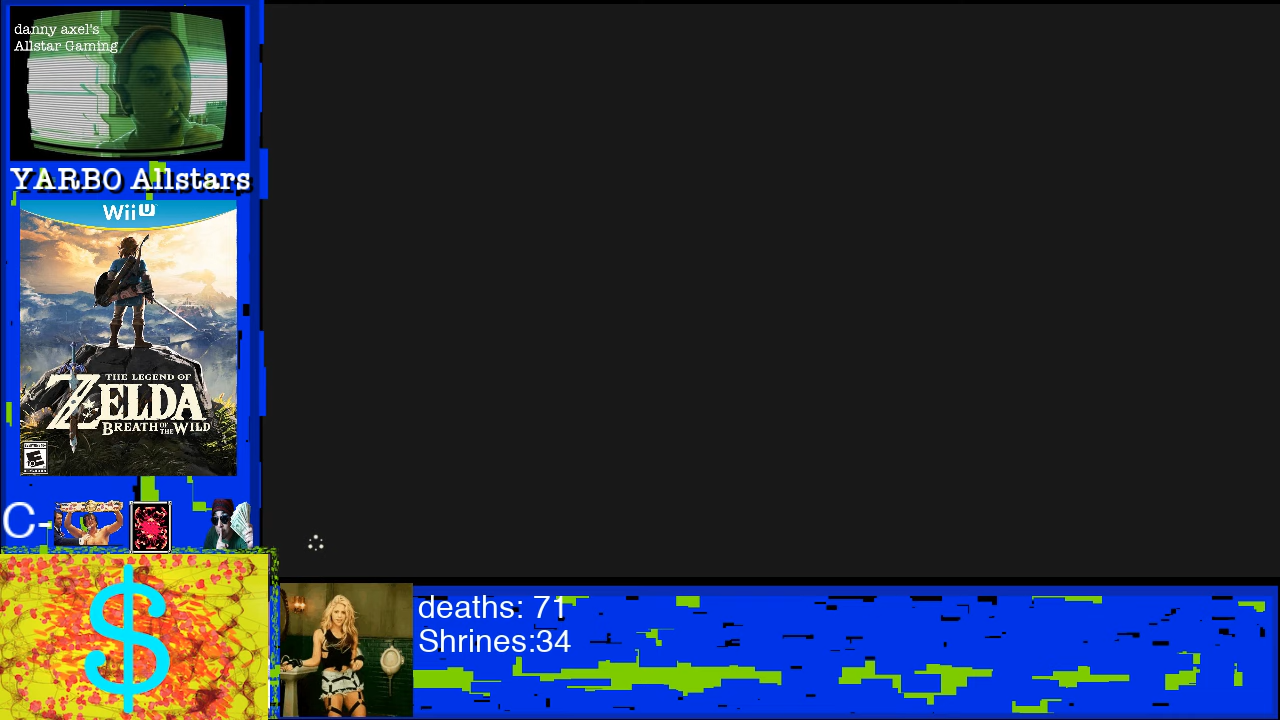 danny axel's
Allstar Gaming
YARBO Allstars
Wii U
THE LEGEND OF
ZELDA
BREATH OF THE WILD
E
C-
$
deaths: 71
Shrines:34